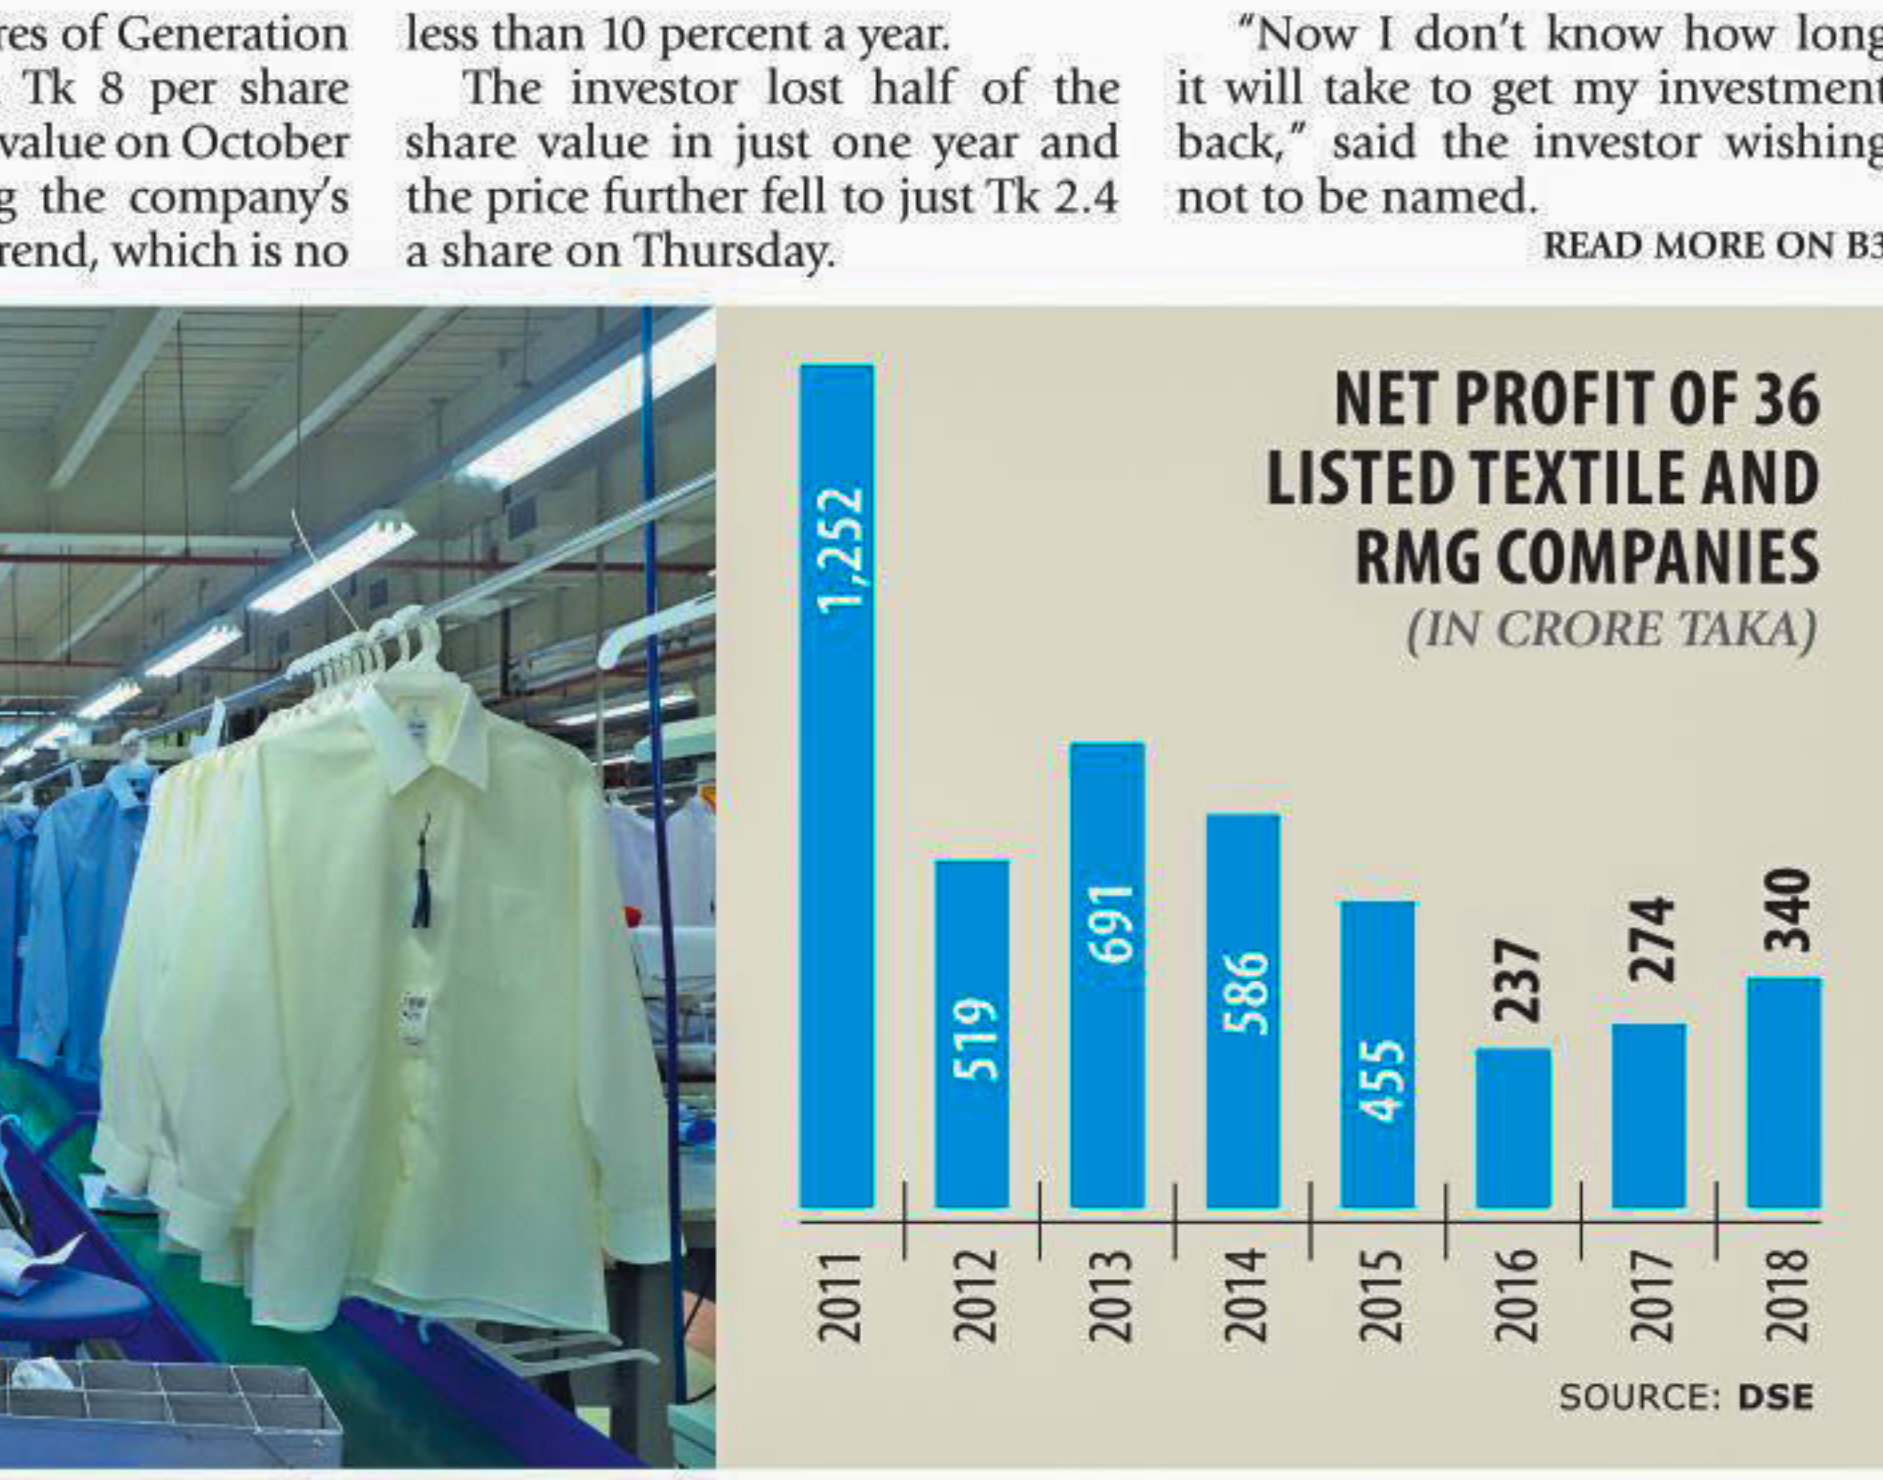 res of Generation
Tk 8 per share
value on October
g the company's
rend, which is no
less than 10 percent a year.
The investor lost half of the
share value in just one year and
the price further fell to just Tk 2.4
a share on Thursday.
"Now I don't know how long
it will take to get my investment
back," said the investor wishing
not to be named.
READ MORE ON B3
NET PROFIT OF 36
LISTED TEXTILE AND
RMG COMPANIES
(IN CRORE TAKA)
1,252
519
691
586
455
237
274
340
2011
2012
2013
2014
2015
2016
2017
2018
SOURCE: DSE